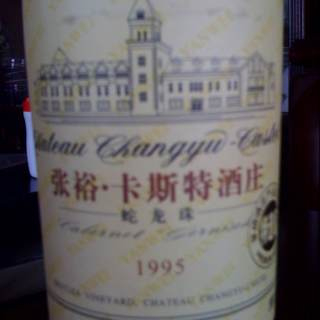 Chateau Changyu-Castel
张裕·卡斯特酒庄
蛇龙珠
Cabernet Gernischt
1995
VINEYARD, CHATEAU CHANGYU-CASTEL